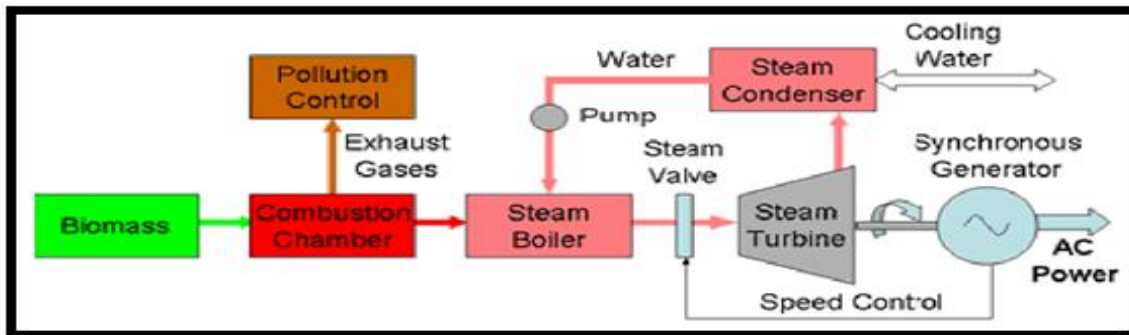 Pollution
Control
Water
Steam
Condenser
Cooling
Water
Pump
Exhaust
Gases
Steam
Valve
Synchronous
Generator
Biomass
Combustion
Chamber
Steam
Boiler
Steam
Turbine
AC
Power
Speed Control